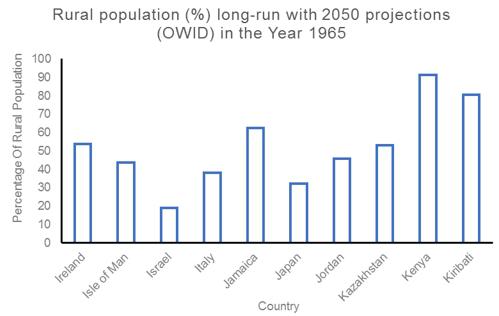 Rural population (%) long-run with 2050 projections
(OWID) in the Year 1965
Percentage Of Rural Population
100
90
80
70
60
50
40
30
20
10
0
Ireland
Isle of Man
Israel
Italy
Jamaica
Japan
Jordan
Kazakhstan
Kenya
Kiribati
Country